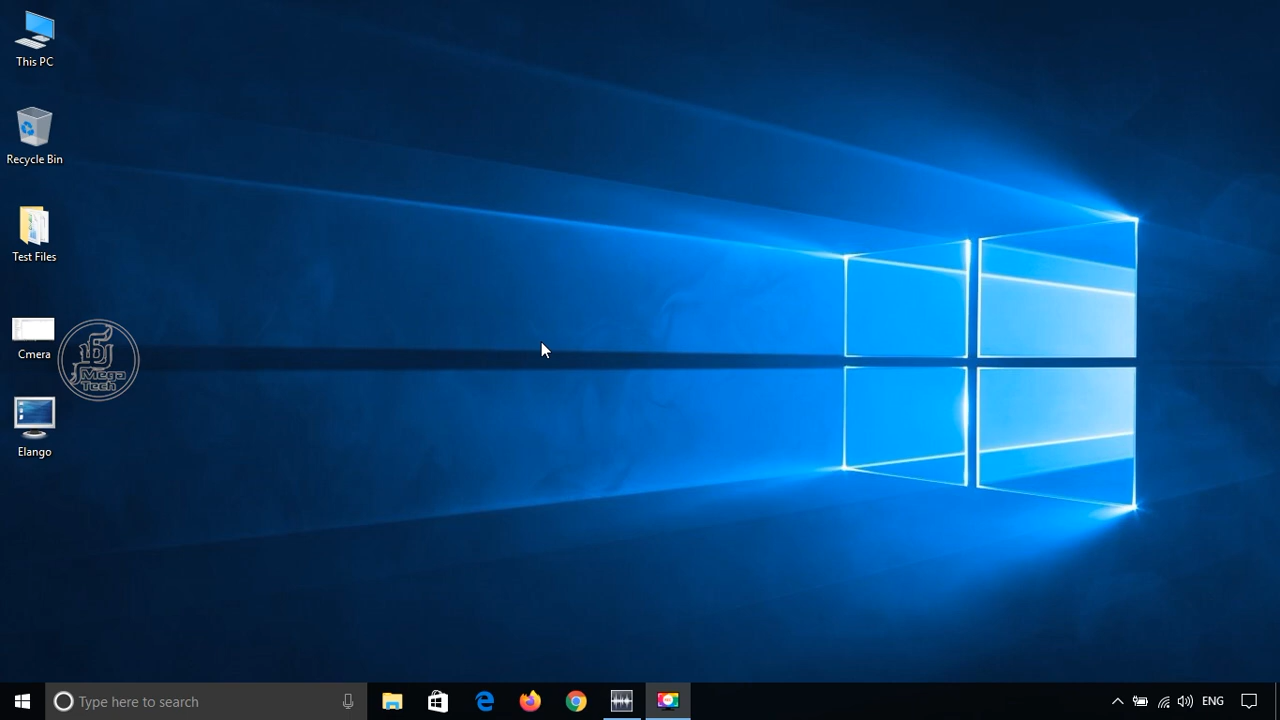 This PC
Recycle Bin
Test Files
Cmera
Mega
Tech
Elango
Type here to search
ENG